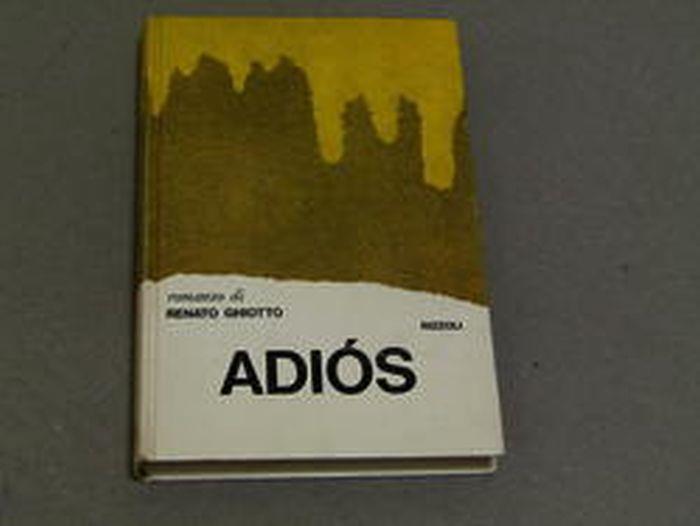 romanzo di
RENATO GHIOTTO
RIZZOLI
ADIÓS